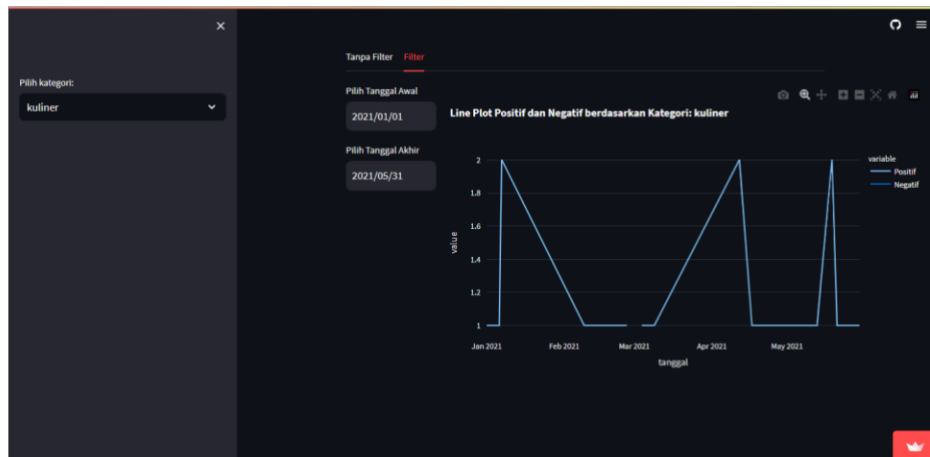 Tanpa Filter Filter
Pilih kategori:
kuliner
Pilih Tanggal Awal
2021/01/01
Pilih Tanggal Akhir
2021/05/31
Line Plot Positif dan Negatif berdasarkan Kategori: kuliner
2
1.8
1.6
1.4
1.2
1
value
Jan 2021 Feb 2021 Mar 2021 Apr 2021 May 2021
tanggal
variable
Positif
Negatif